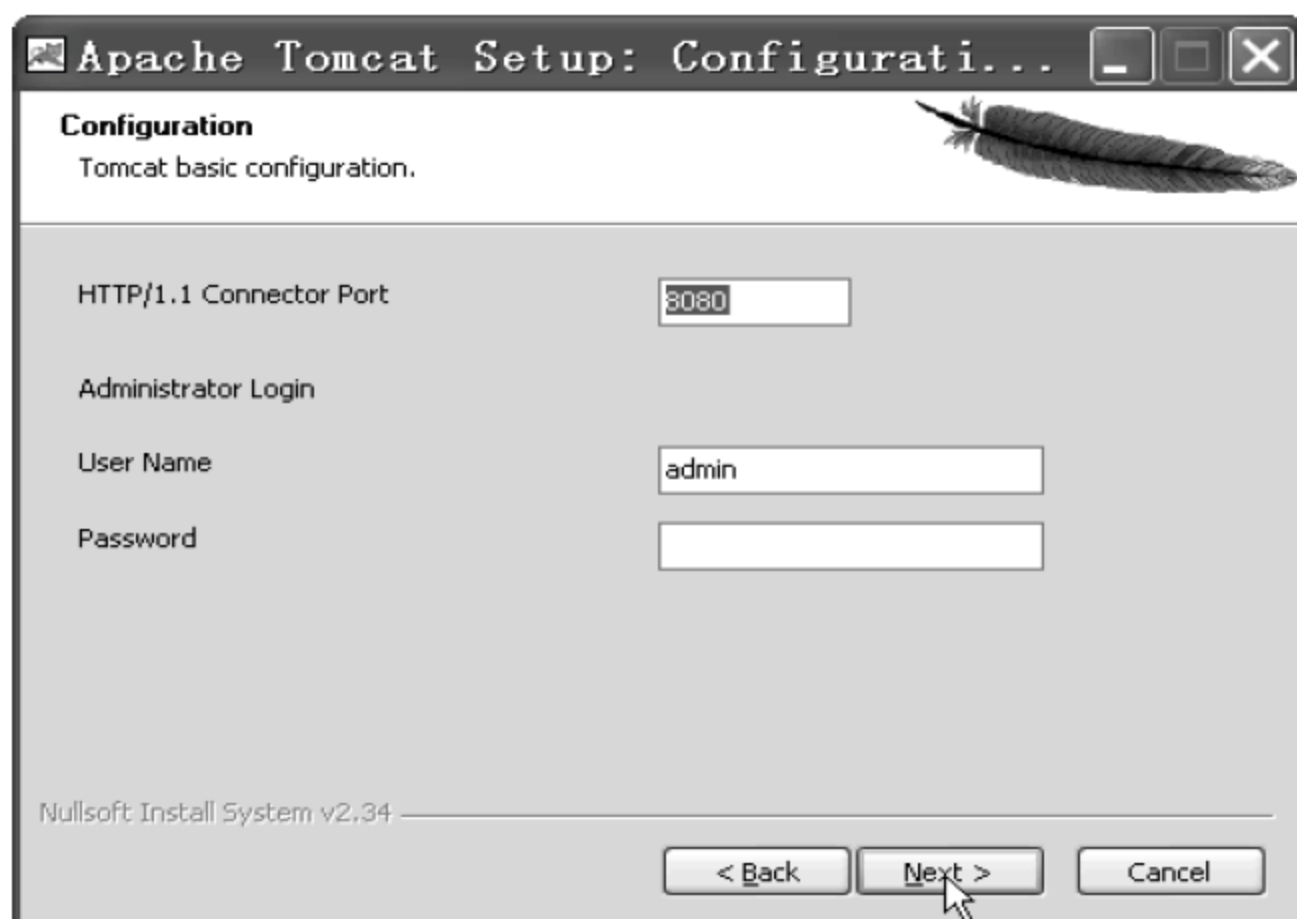 Apache Tomcat Setup: Configurati...
Configuration
Tomcat basic configuration.
HTTP/1.1 Connector Port
8080
Administrator Login
User Name
admin
Password
Nullsoft Install System v2.34
< Back
Next >
Cancel